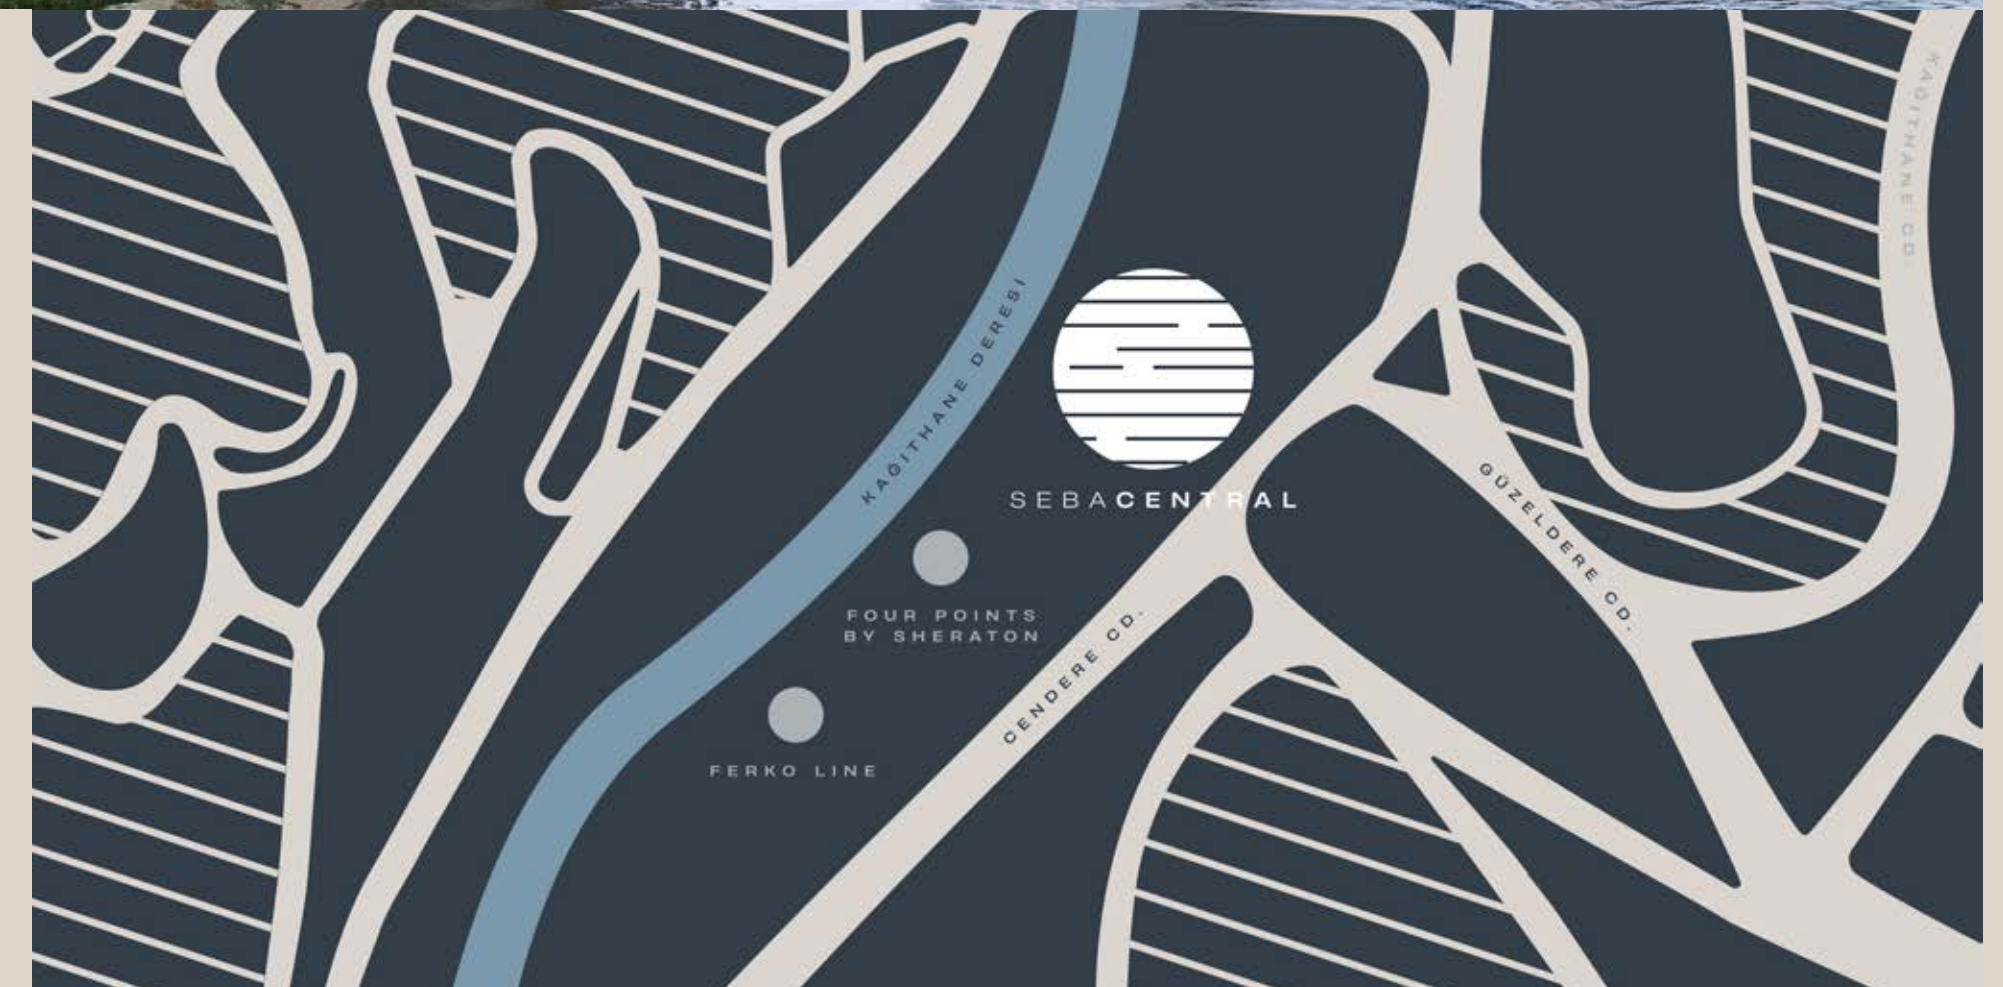 KAĞITHANE CD.
KAĞITHANE DERESİ
SEBACENTRAL
GÜZELDERE CD.
FOUR POINTS
BY SHERATON
CENDERE CD.
FERKO LINE